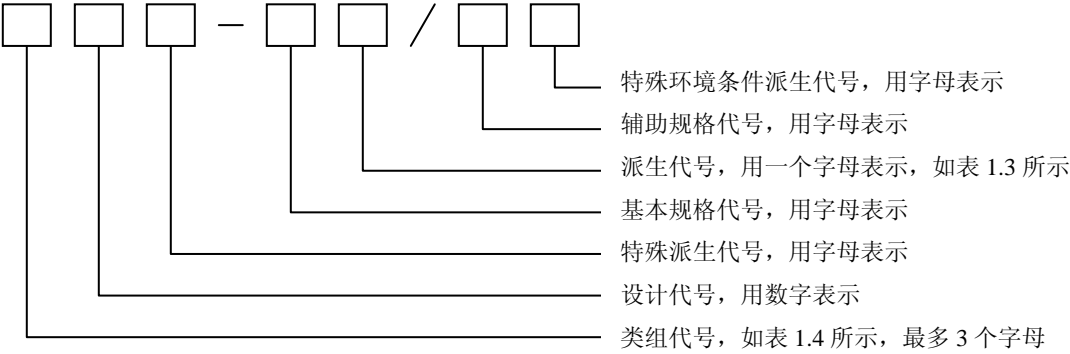 □ □ □ － □ □ / □ □
特殊环境条件派生代号，用字母表示
辅助规格代号，用字母表示
派生代号，用一个字母表示，如表 1.3 所示
基本规格代号，用字母表示
特殊派生代号，用字母表示
设计代号，用数字表示
类组代号，如表 1.4 所示，最多 3 个字母